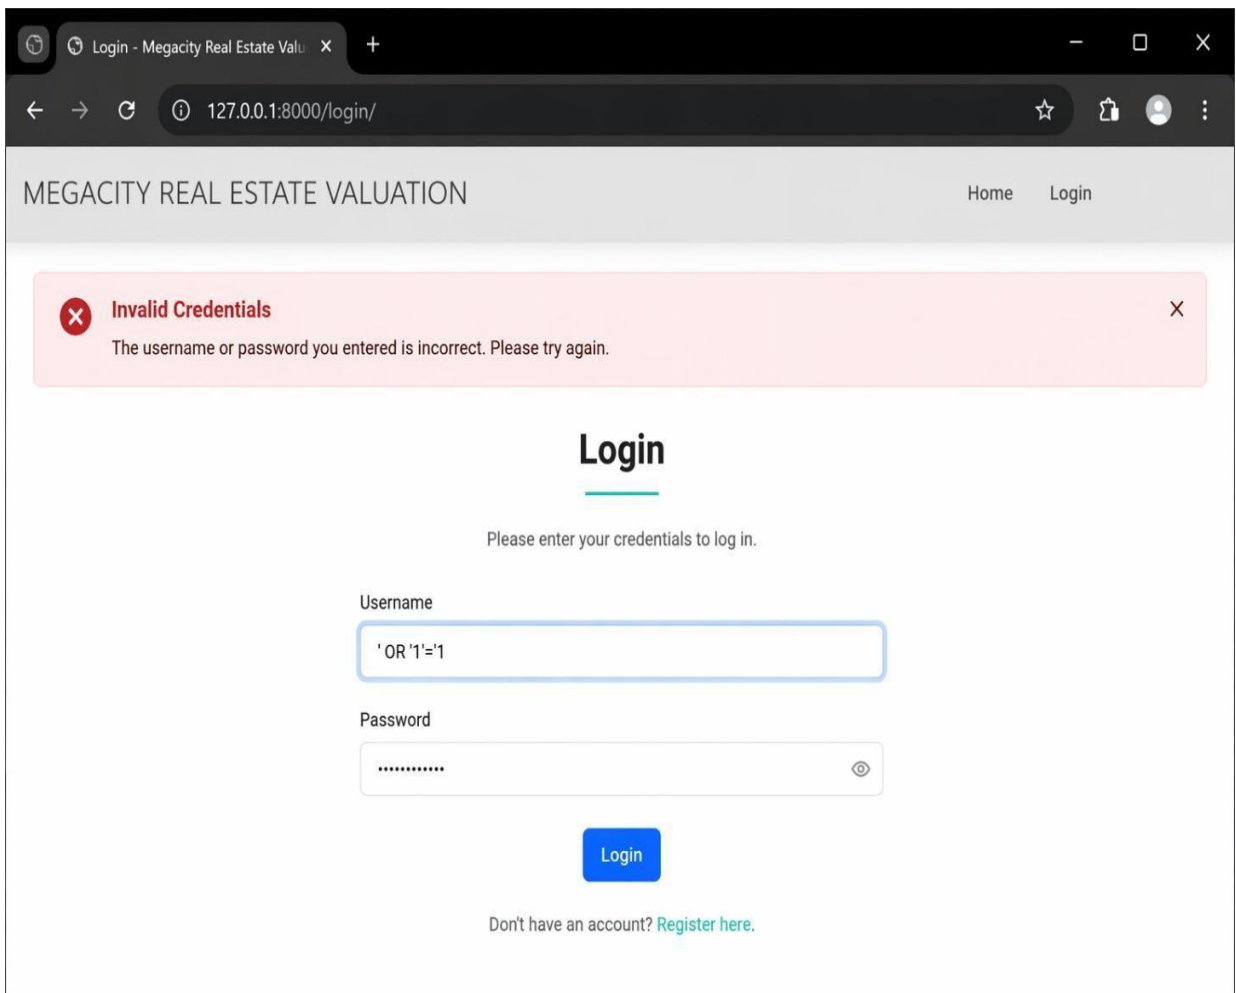 Login - Megacity Real Estate Valu
127.0.0.1:8000/login/
MEGACITY REAL ESTATE VALUATION
Home Login
Invalid Credentials
The username or password you entered is incorrect. Please try again.
Login
Please enter your credentials to log in.
Username
' OR '1'='1
Password
••••••••••••
Login
Don't have an account? Register here.